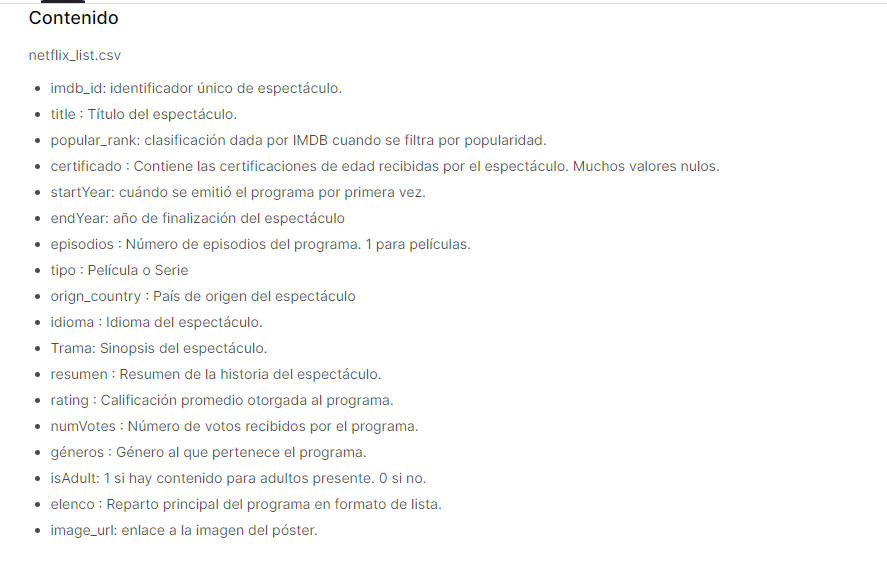 Contenido
netflix_list.csv
imdb_id: identificador único de espectáculo.
title : Título del espectáculo.
popular_rank: clasificación dada por IMDB cuando se filtra por popularidad.
certificado : Contiene las certificaciones de edad recibidas por el espectáculo. Muchos valores nulos.
startYear: cuándo se emitió el programa por primera vez.
endYear: año de finalización del espectáculo
episodios : Número de episodios del programa. 1 para películas.
tipo : Película o Serie
orign_country : País de origen del espectáculo
idioma : Idioma del espectáculo.
Trama: Sinopsis del espectáculo.
resumen : Resumen de la historia del espectáculo.
rating : Calificación promedio otorgada al programa.
numVotes : Número de votos recibidos por el programa.
géneros : Género al que pertenece el programa.
isAdult: 1 si hay contenido para adultos presente. 0 si no.
elenco : Reparto principal del programa en formato de lista.
image_url: enlace a la imagen del póster.